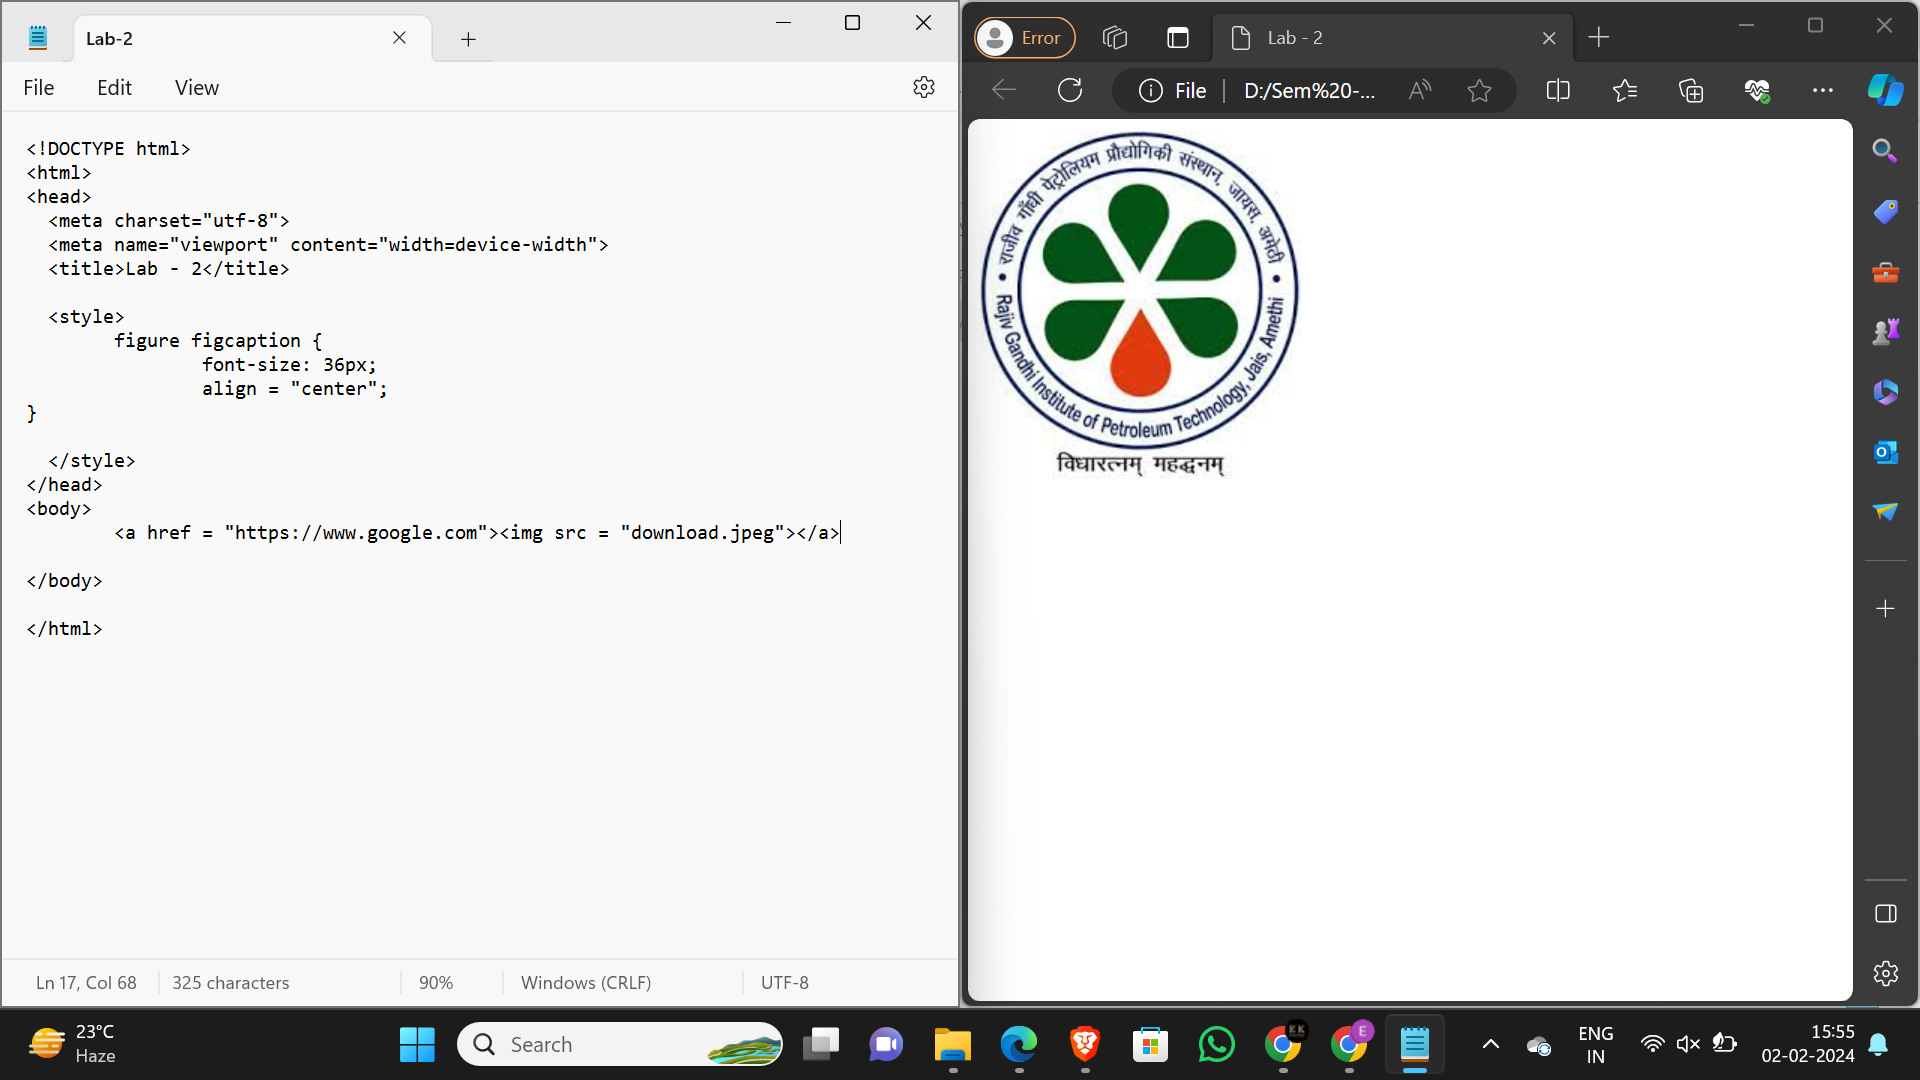 Lab-2
File Edit View
<!DOCTYPE html>
<html>
<head>
  <meta charset="utf-8">
  <meta name="viewport" content="width=device-width">
  <title>Lab - 2</title>
  <style>
        figure figcaption {
                font-size: 36px;
                align = "center";
}
  </style>
</head>
<body>
        <a href = "https://www.google.com"><img src = "download.jpeg"></a>
</body>
</html>
Ln 17, Col 68 325 characters 90% Windows (CRLF) UTF-8
Error Lab - 2
File D:/Sem%20-...
राजीव गाँधी पेट्रोलियम प्रौद्योगिकी संस्थान, जायस, अमेठी
Rajiv Gandhi Institute of Petroleum Technology, Jais, Amethi
विधारत्नम् महद्धनम्
23°C
Haze
Search
EK
E
ENG
IN
15:55
02-02-2024